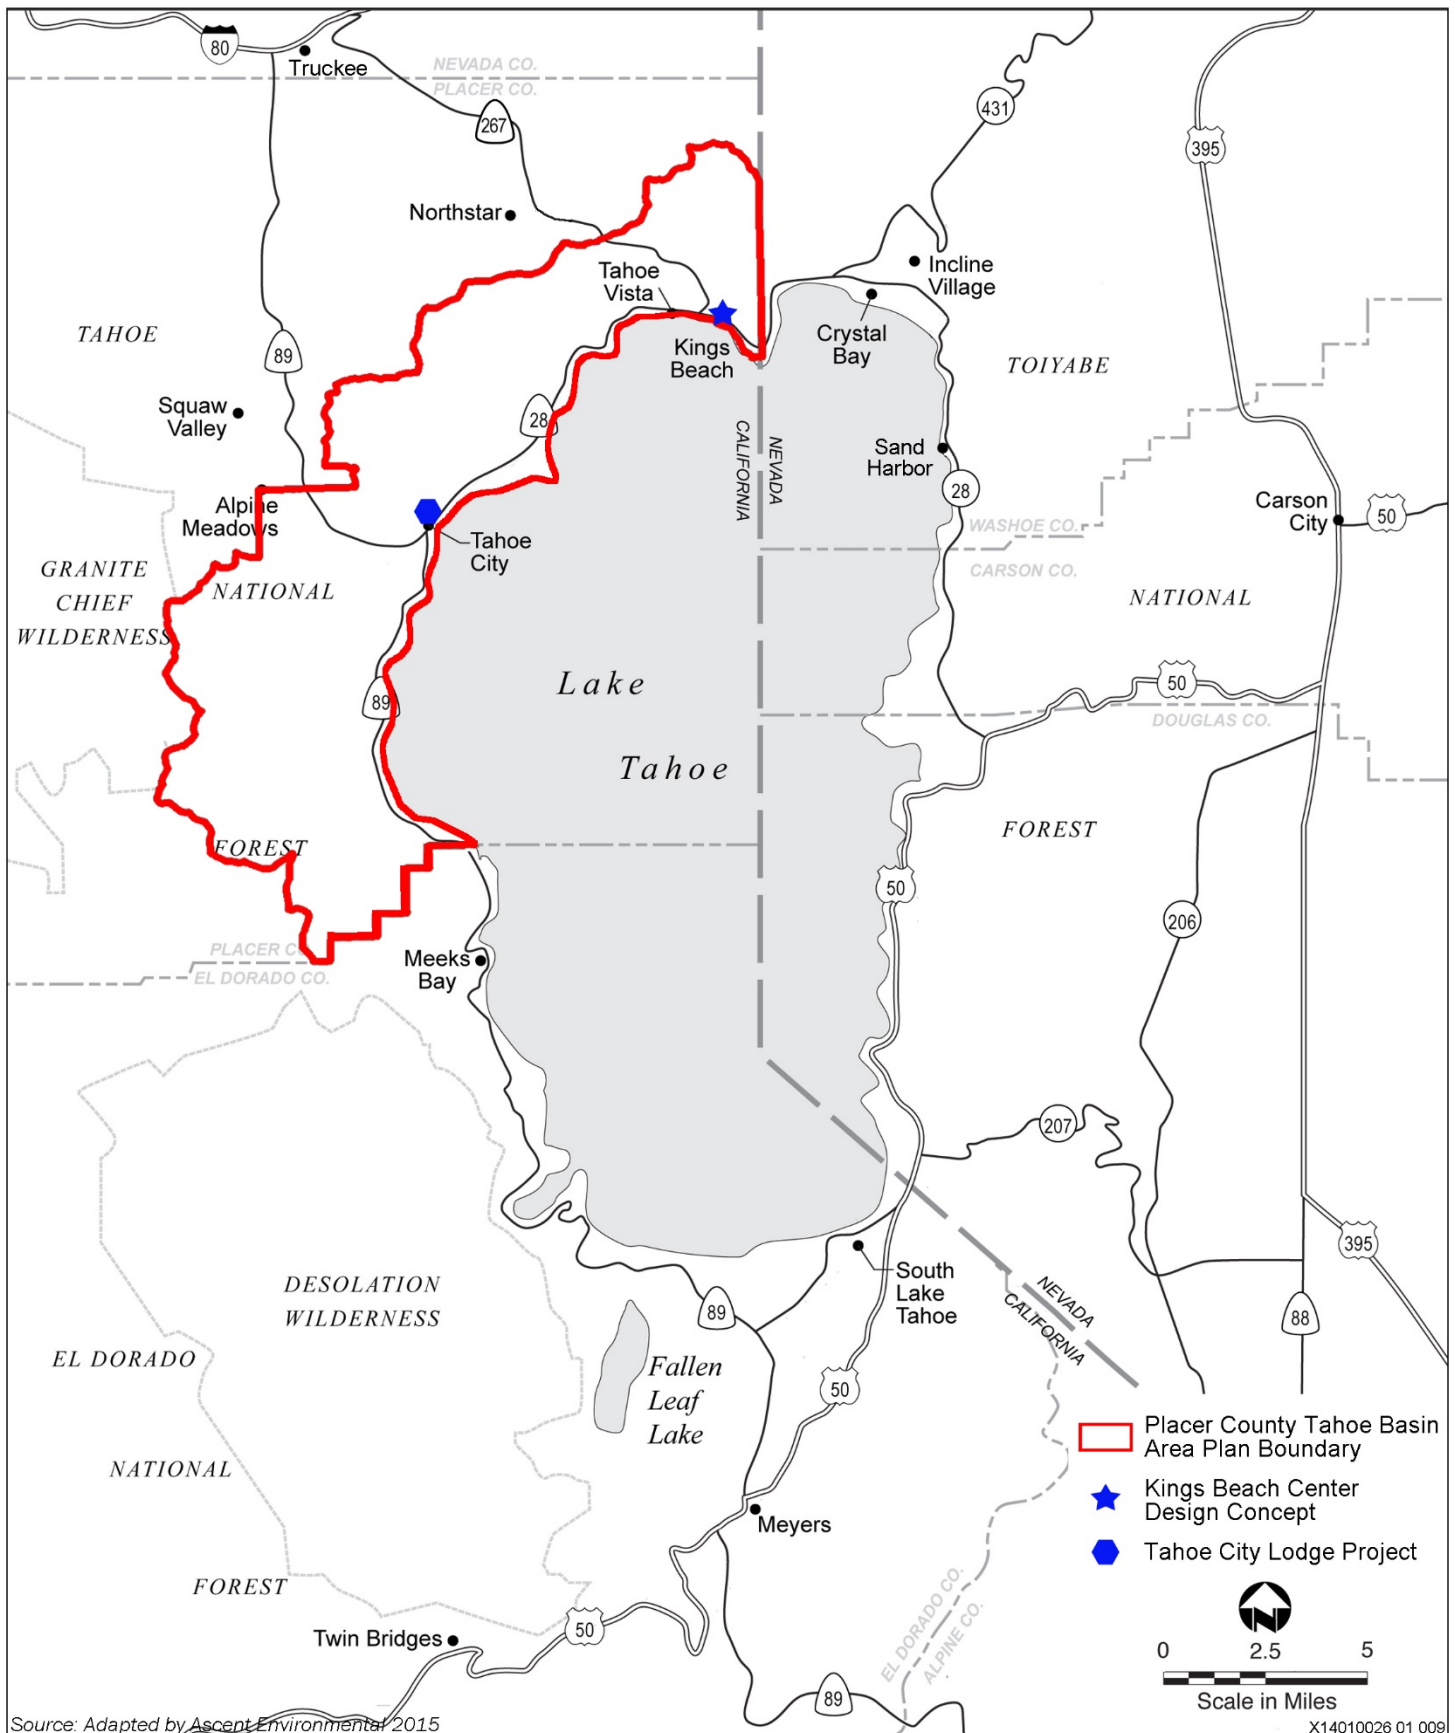 80
Truckee
NEVADA CO.
PLACER CO.
267
431
395
Northstar
Tahoe
Vista
Incline
Village
Crystal
Bay
Kings
Beach
TAHOE
89
TOIYABE
Squaw
Valley
28
CALIFORNIA
NEVADA
Sand
Harbor
28
Alpine
Meadows
Tahoe
City
Carson
City
50
WASHOE CO.
CARSON CO.
GRANITE
CHIEF
WILDERNESS
NATIONAL
NATIONAL
Lake
Tahoe
89
50
DOUGLAS CO.
FOREST
FOREST
50
206
PLACER C
EL DORADO CO.
Meeks
Bay
207
395
South
Lake
Tahoe
NEVADA
CALIFORNIA
DESOLATION
WILDERNESS
89
88
EL DORADO
Fallen
Leaf
Lake
50
NATIONAL
Meyers
FOREST
Twin Bridges
50
89
EL DORADO CO.
ALPINE CO.
Placer County Tahoe Basin
Area Plan Boundary
Kings Beach Center
Design Concept
Tahoe City Lodge Project
N
0 2.5 5
Scale in Miles
Source: Adapted by Ascent Environmental 2015
X14010026 01 009